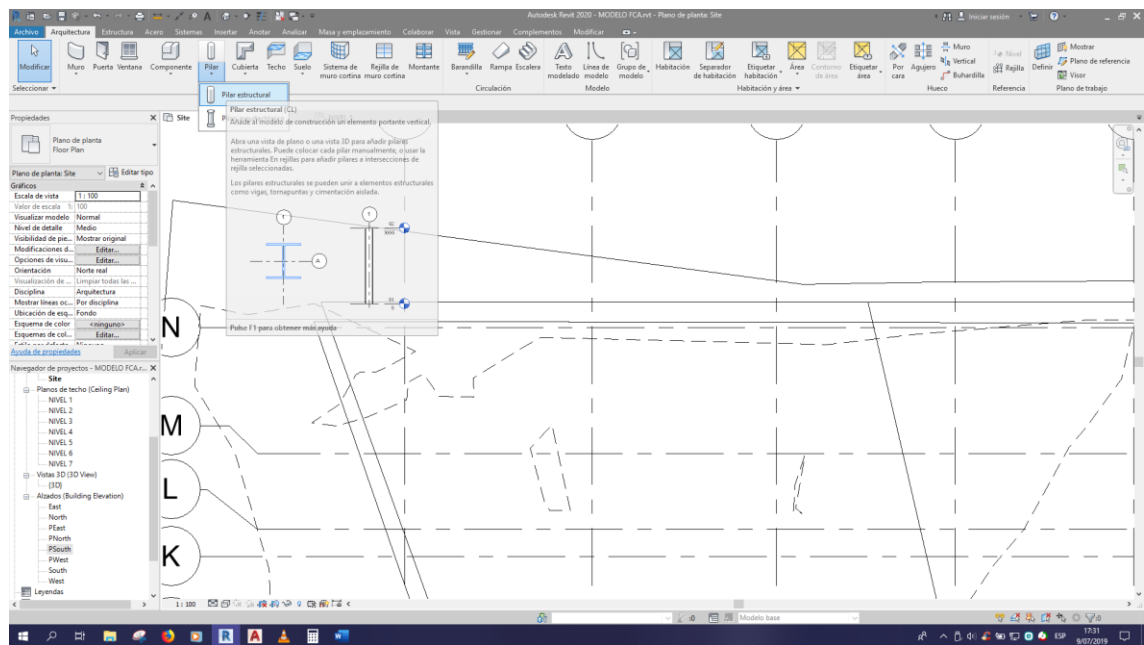 Autodesk Revit 2020 - MODELO FCA.rvt - Plano de planta: Site
Iniciar sesión
Archivo Arquitectura Estructura Acero Sistemas Insertar Anotar Analizar Masa y emplazamiento Colaborar Vista Gestionar Complementos Modificar
Modificar Muro Puerta Ventana Componente Pilar Cubierta Techo Suelo Sistema de muro cortina Rejilla de muro cortina Montante Barandilla Rampa Escalera Texto modelado Línea de modelo Grupo de modelo Habitación Separador de habitación Etiquetar habitación Área Contorno de área Etiquetar área Por cara Agujero Muro Vertical Buhardilla Nivel Rejilla Definir Mostrar Plano de referencia Visor
Seleccionar Circulación Modelo Habitación y área Hueco Referencia Plano de trabajo
Pilar estructural
Pilar estructural (CL)
Añade al modelo de construcción un elemento portante vertical.
Abra una vista de plano o una vista 3D para añadir pilares
estructurales. Puede colocar cada pilar manualmente, o usar la
herramienta En rejillas para añadir pilares a intersecciones de
rejilla seleccionadas.
Los pilares estructurales se pueden unir a elementos estructurales
como vigas, tornapuntas y cimentación aislada.
1
1
A
Pulse F1 para obtener más ayuda
Site
Propiedades
Plano de planta
Floor Plan
Plano de planta: Site Editar tipo
Gráficos
Escala de vista 1 : 100
Valor de escala 1: 100
Visualizar modelo Normal
Nivel de detalle Medio
Visibilidad de pie... Mostrar original
Modificaciones d... Editar...
Opciones de visu... Editar...
Orientación Norte real
Visualización de ... Limpiar todas las ...
Disciplina Arquitectura
Mostrar líneas oc... Por disciplina
Ubicación de esq... Fondo
Esquema de color <ninguno>
Esquemas de col... Editar...
Ayuda de propiedades Aplicar
Navegador de proyectos - MODELO FCA.r...
Site
Planos de techo (Ceiling Plan)
NIVEL 1
NIVEL 2
NIVEL 3
NIVEL 4
NIVEL 5
NIVEL 6
NIVEL 7
Vistas 3D (3D View)
{3D}
Alzados (Building Elevation)
East
North
PEast
PNorth
PSouth
PWest
South
West
Leyendas
N
M
L
K
1 : 100
:0 Modelo base
:0
ESP
17:31
9/07/2019